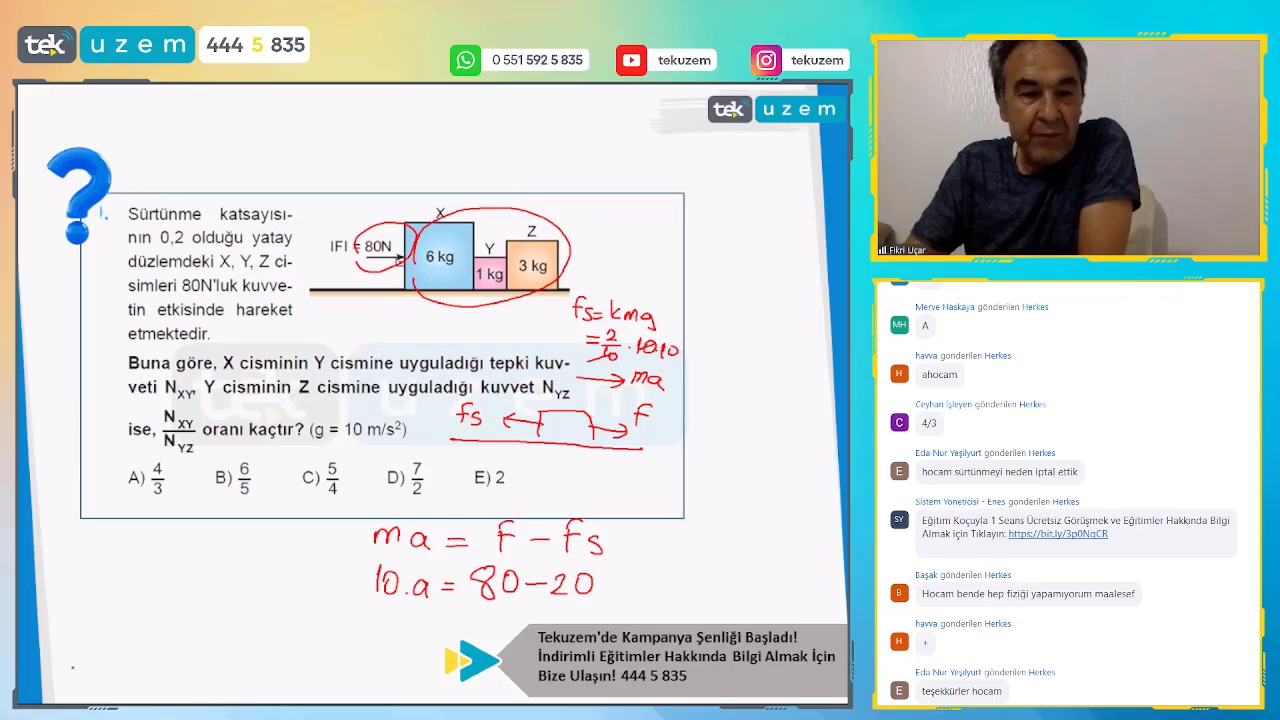 tek uzem 444 5 835
0 551 592 5 835
tekuzem
tekuzem
tek uzem
1.
Sürtünme katsayısı-
nın 0,2 olduğu yatay
düzlemdeki X, Y, Z ci-
simleri 80N'luk kuvve-
tin etkisinde hareket
etmektedir.
X
Y
Z
IFI = 80N
6 kg
1 kg
3 kg
Buna göre, X cisminin Y cismine uyguladığı tepki kuv-
veti NXY, Y cisminin Z cismine uyguladığı kuvvet NYZ
ise, NXY/NYZ oranı kaçtır? (g = 10 m/s²)
A) 4/3 B) 6/5 C) 5/4 D) 7/2 E) 2
fs=kmg
=2/10 . 10.10
ma
fs
f
ma = f - fs
10.a = 80-20
Tekuzem'de Kampanya Şenliği Başladı!
İndirimli Eğitimler Hakkında Bilgi Almak İçin
Bize Ulaşın! 444 5 835
Fikri Uçar
Merve Haskaya gönderilen Herkes
MH
A
havva gönderilen Herkes
H
ahocam
Ceyhan İşleyen gönderilen Herkes
C
4/3
Eda Nur Yeşilyurt gönderilen Herkes
E
hocam sürtünmeyi neden iptal ettik
Sistem Yoneticisi - Enes gönderilen Herkes
SY
Eğitim Koçuyla 1 Seans Ücretsiz Görüşmek ve Eğitimler Hakkında Bilgi
Almak için Tıklayın: https://bit.ly/3p0NqCR
Başak gönderilen Herkes
B
Hocam bende hep fiziği yapamıyorum maalesef
havva gönderilen Herkes
H
+
Eda Nur Yeşilyurt gönderilen Herkes
E
teşekkürler hocam